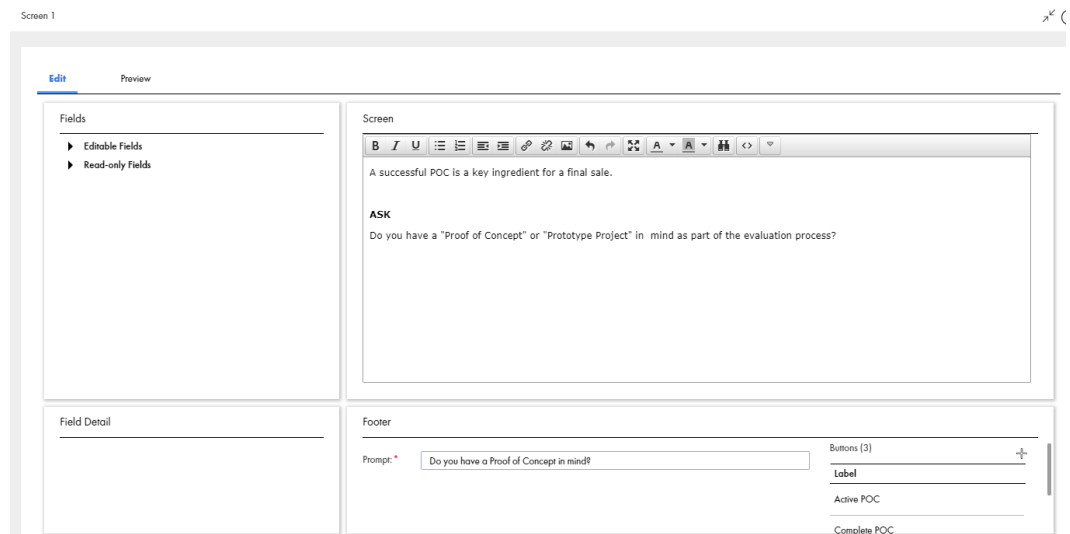 Screen 1
Edit
Preview
Fields
Editable Fields
Read-only Fields
Screen
B I U
A A
A successful POC is a key ingredient for a final sale.
ASK
Do you have a "Proof of Concept" or "Prototype Project" in  mind as part of the evaluation process?
Field Detail
Footer
Prompt: *
Do you have a Proof of Concept in mind?
Buttons (3)
Label
Active POC
Complete POC